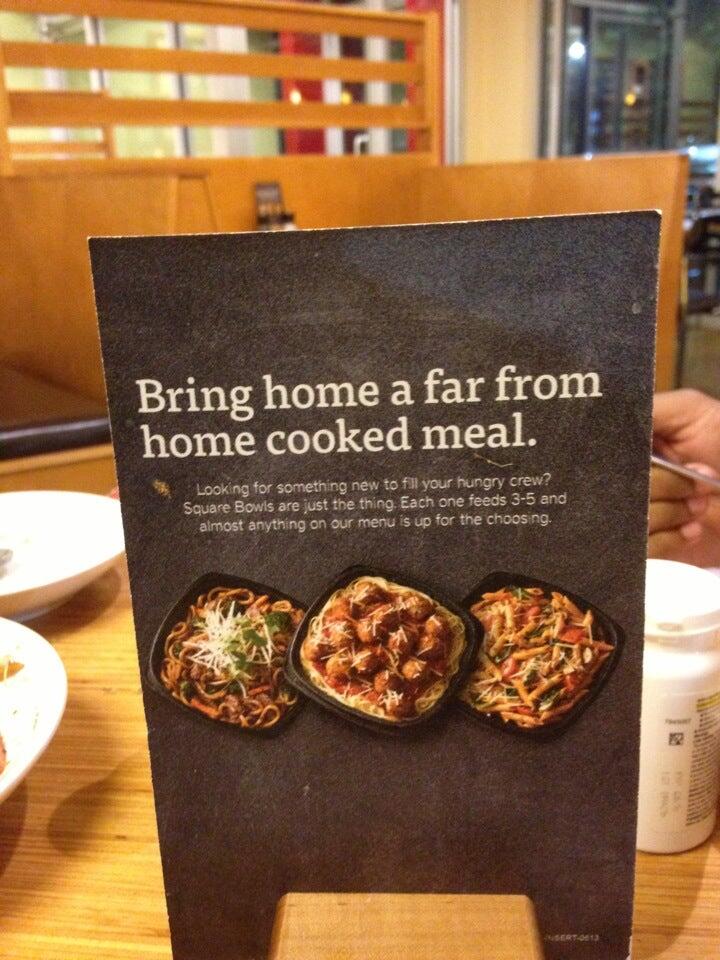 Bring home a far from
home cooked meal.
Looking for something new to fill your hungry crew?
Square Bowls are just the thing. Each one feeds 3-5 and
almost anything on our menu is up for the choosing.
INSERT-0613